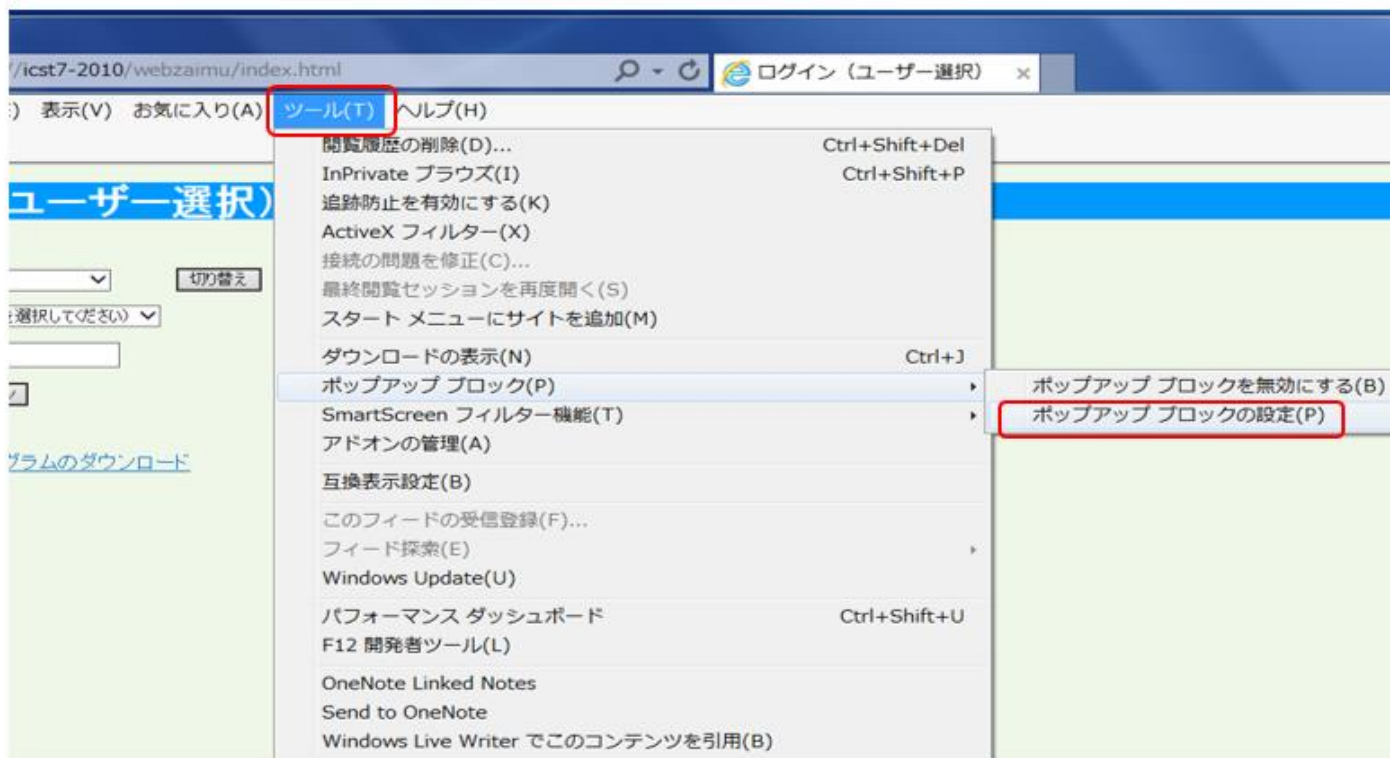 //icst7-2010/webzaimu/index.html
ログイン（ユーザー選択）
) 表示(V) お気に入り(A) ツール(T) ヘルプ(H)
ユーザー選択）
切り替え
選択してください)
グラムのダウンロード
閲覧履歴の削除(D)... Ctrl+Shift+Del
InPrivate ブラウズ(I) Ctrl+Shift+P
追跡防止を有効にする(K)
ActiveX フィルター(X)
接続の問題を修正(C)...
最終閲覧セッションを再度開く(S)
スタート メニューにサイトを追加(M)
ダウンロードの表示(N) Ctrl+J
ポップアップ ブロック(P)
SmartScreen フィルター機能(T)
アドオンの管理(A)
互換表示設定(B)
このフィードの受信登録(F)...
フィード探索(E)
Windows Update(U)
パフォーマンス ダッシュボード Ctrl+Shift+U
F12 開発者ツール(L)
OneNote Linked Notes
Send to OneNote
Windows Live Writer でこのコンテンツを引用(B)
ポップアップ ブロックを無効にする(B)
ポップアップ ブロックの設定(P)